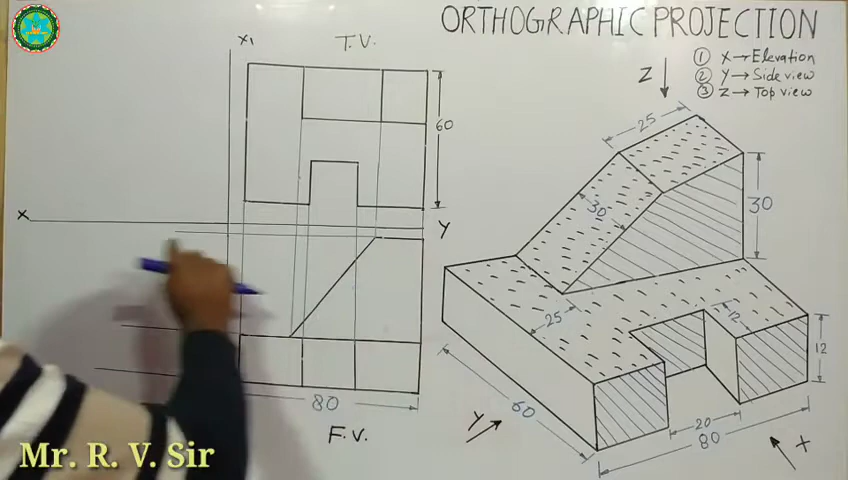 ORTHOGRAPHIC PROJECTION
① X→Elevation
② Y→Side view
③ Z→Top view
X1
T.V.
Z
25
60
30
30
X
Y
25
12
12
80
60
Y
20
80
X
F.V.
Mr. R. V. Sir